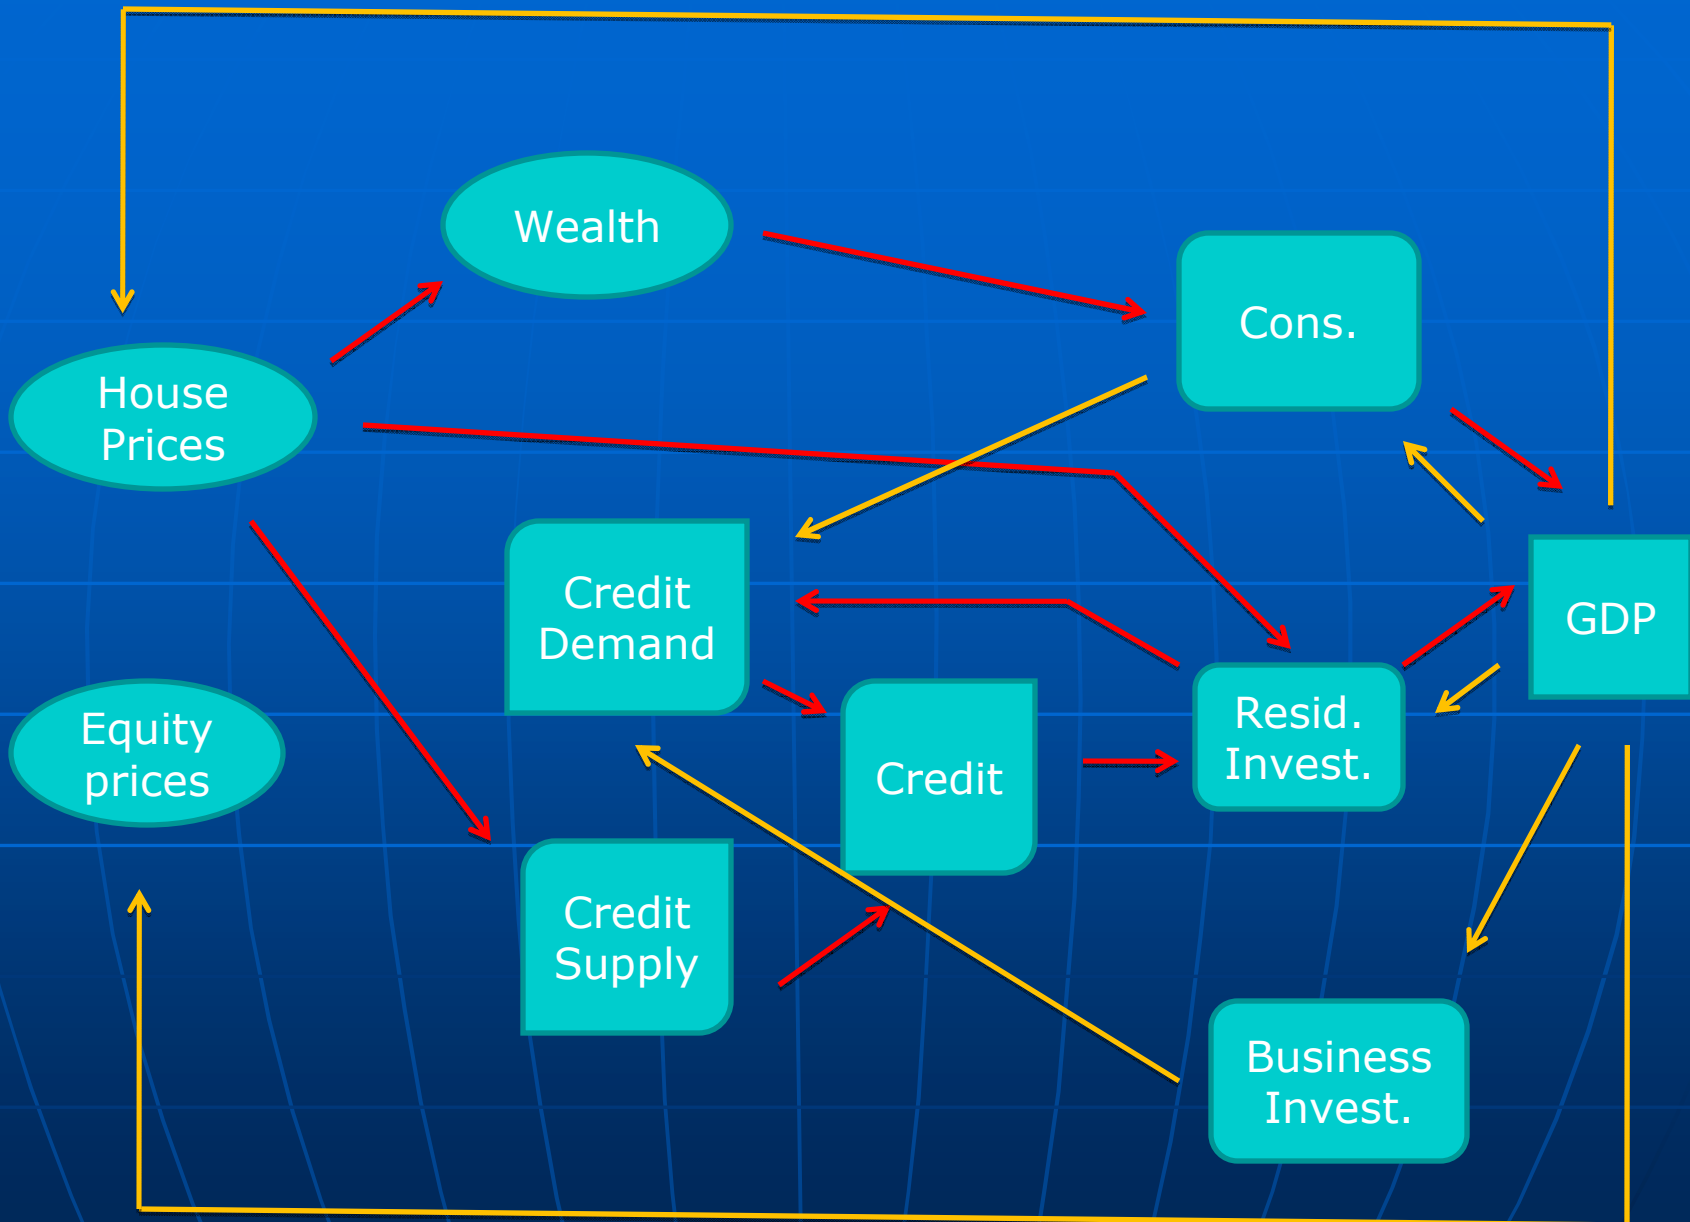 Wealth
Cons.
House
Prices
Credit
Demand
GDP
Equity
prices
Credit
Resid.
Invest.
Credit
Supply
Business
Invest.